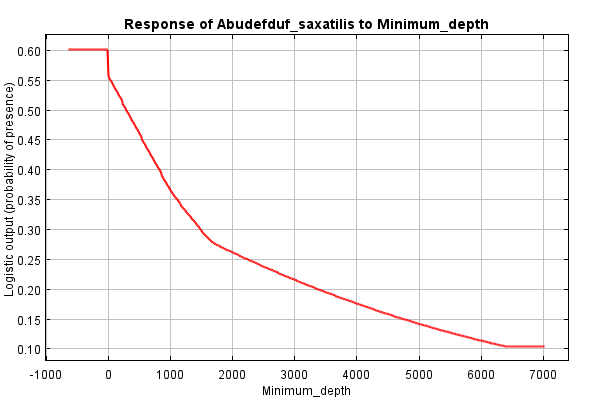 Response of Abudefduf_saxatilis to Minimum_depth
Logistic output (probability of presence)
0.60
0.55
0.50
0.45
0.40
0.35
0.30
0.25
0.20
0.15
0.10
-1000 0 1000 2000 3000 4000 5000 6000 7000
Minimum_depth